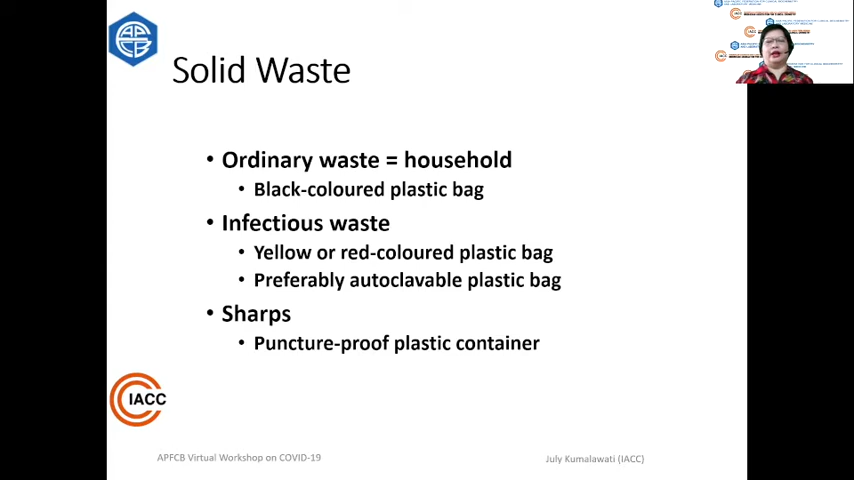 APFCB
Solid Waste
• Ordinary waste = household
• Black-coloured plastic bag
• Infectious waste
• Yellow or red-coloured plastic bag
• Preferably autoclavable plastic bag
• Sharps
• Puncture-proof plastic container
IACC
APFCB Virtual Workshop on COVID-19
July Kumalawati (IACC)